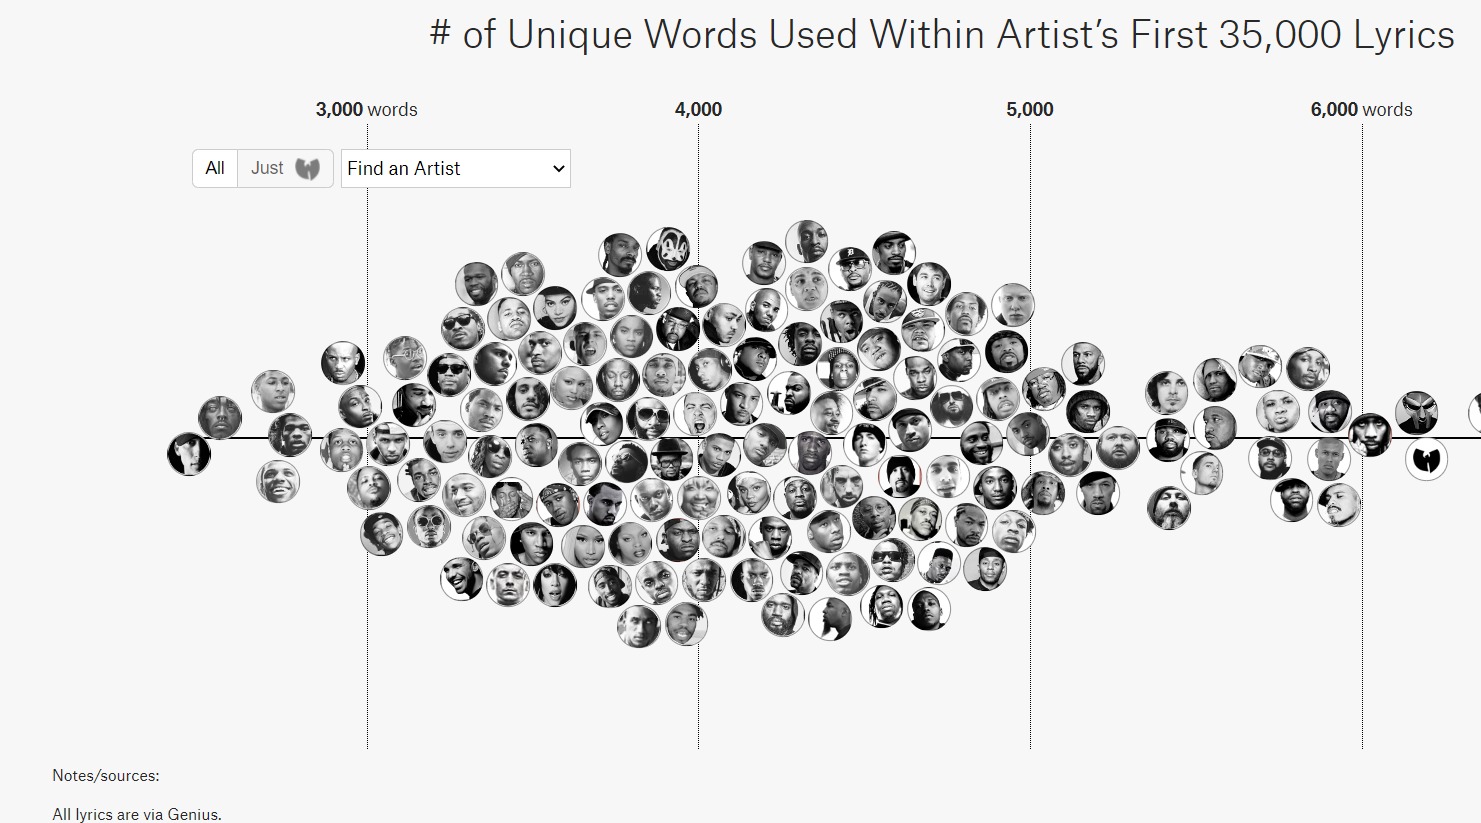 # of Unique Words Used Within Artist’s First 35,000 Lyrics
3,000 words 4,000 5,000 6,000 words
All Just Find an Artist
Notes/sources:
All lyrics are via Genius.